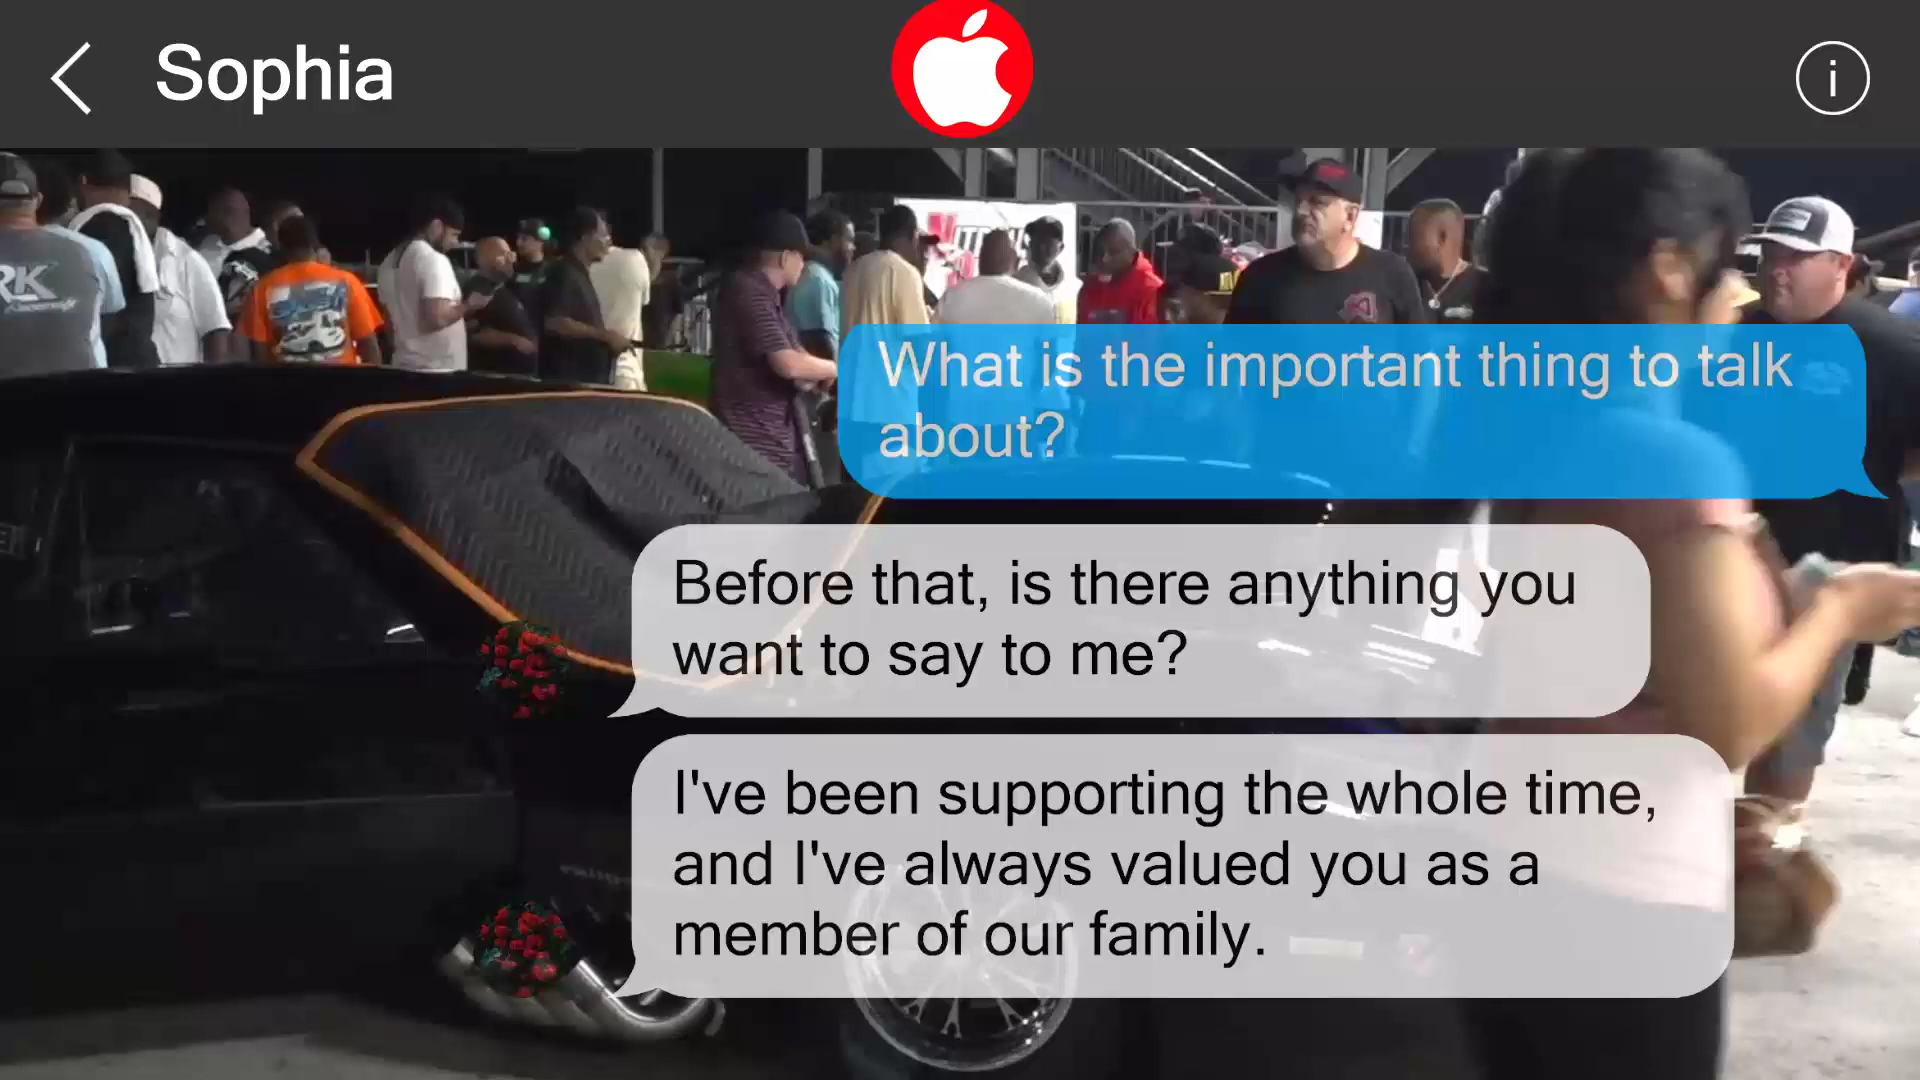 Sophia
What is the important thing to talk
about?
Before that, is there anything you
want to say to me?
I've been supporting the whole time,
and I've always valued you as a
member of our family.
RK